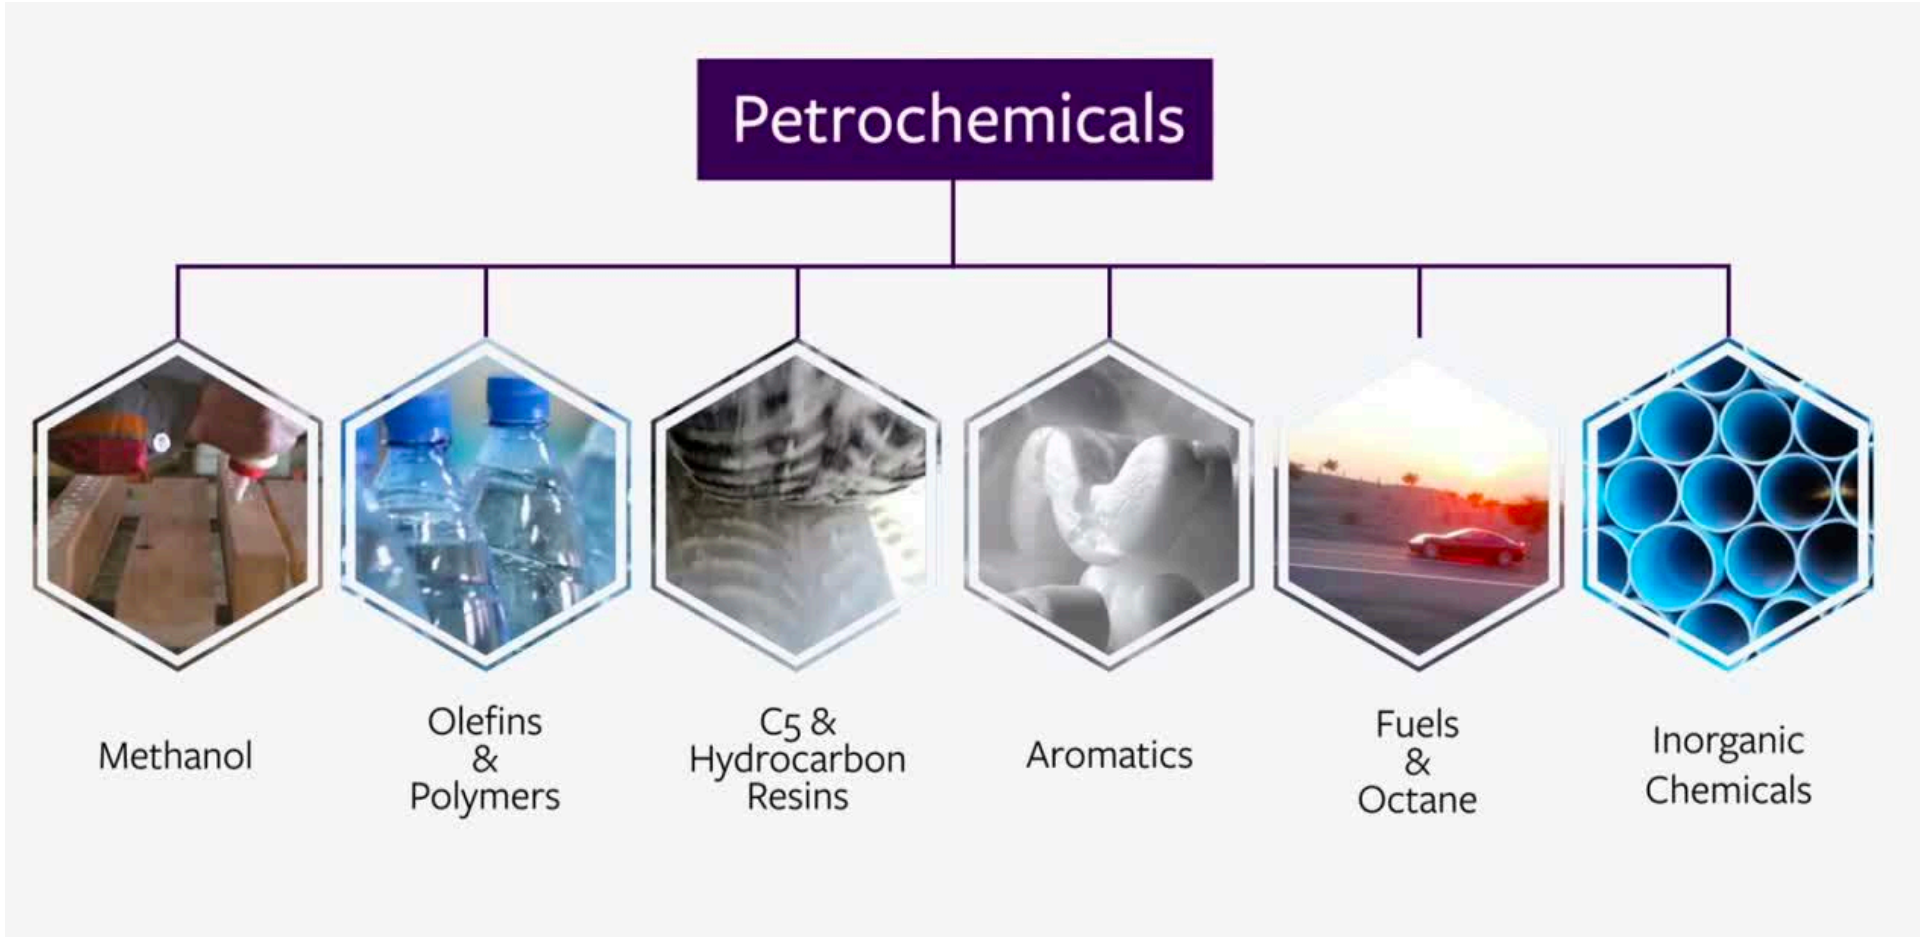 Petrochemicals
Methanol
Olefins
&
Polymers
C5 &
Hydrocarbon
Resins
Aromatics
Fuels
&
Octane
Inorganic
Chemicals